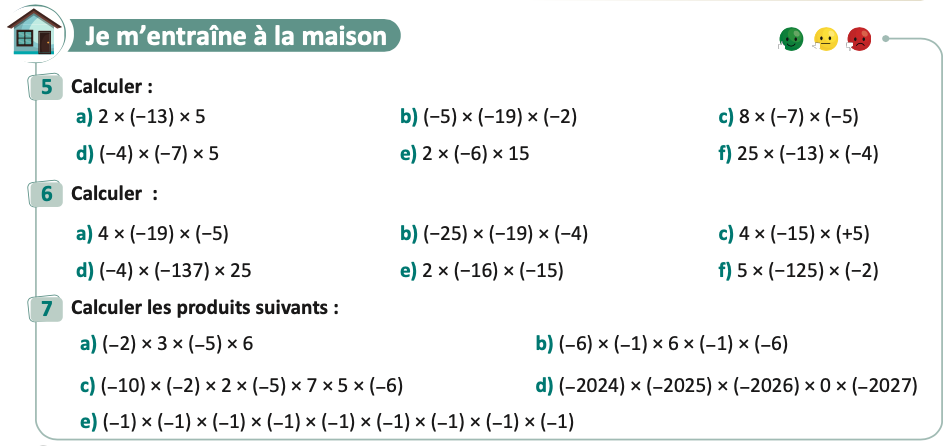 Je m’entraîne à la maison
5 Calculer :
a) 2 × (−13) × 5 b) (−5) × (−19) × (−2) c) 8 × (−7) × (−5)
d) (−4) × (−7) × 5 e) 2 × (−6) × 15 f) 25 × (−13) × (−4)
6 Calculer :
a) 4 × (−19) × (−5) b) (−25) × (−19) × (−4) c) 4 × (−15) × (+5)
d) (−4) × (−137) × 25 e) 2 × (−16) × (−15) f) 5 × (−125) × (−2)
7 Calculer les produits suivants :
a) (−2) × 3 × (−5) × 6 b) (−6) × (−1) × 6 × (−1) × (−6)
c) (−10) × (−2) × 2 × (−5) × 7 × 5 × (−6) d) (−2024) × (−2025) × (−2026) × 0 × (−2027)
e) (−1) × (−1) × (−1) × (−1) × (−1) × (−1) × (−1) × (−1) × (−1)